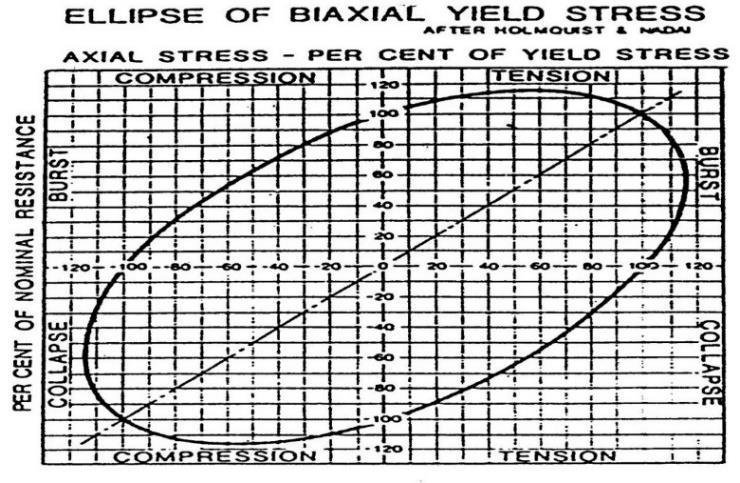 ELLIPSE OF BIAXIAL YIELD STRESS
AFTER HOLMQUIST & NADAI
AXIAL STRESS - PER CENT OF YIELD STRESS
COMPRESSION TENSION
120
100
80
60
40
20
-120 -100 -80 -60 -40 -20 0 20 40 60 80 100 120
-20
-40
-60
-80
-100
-120
COMPRESSION TENSION
PER CENT OF NOMINAL RESISTANCE
BURST
COLLAPSE
BURST
COLLAPSE